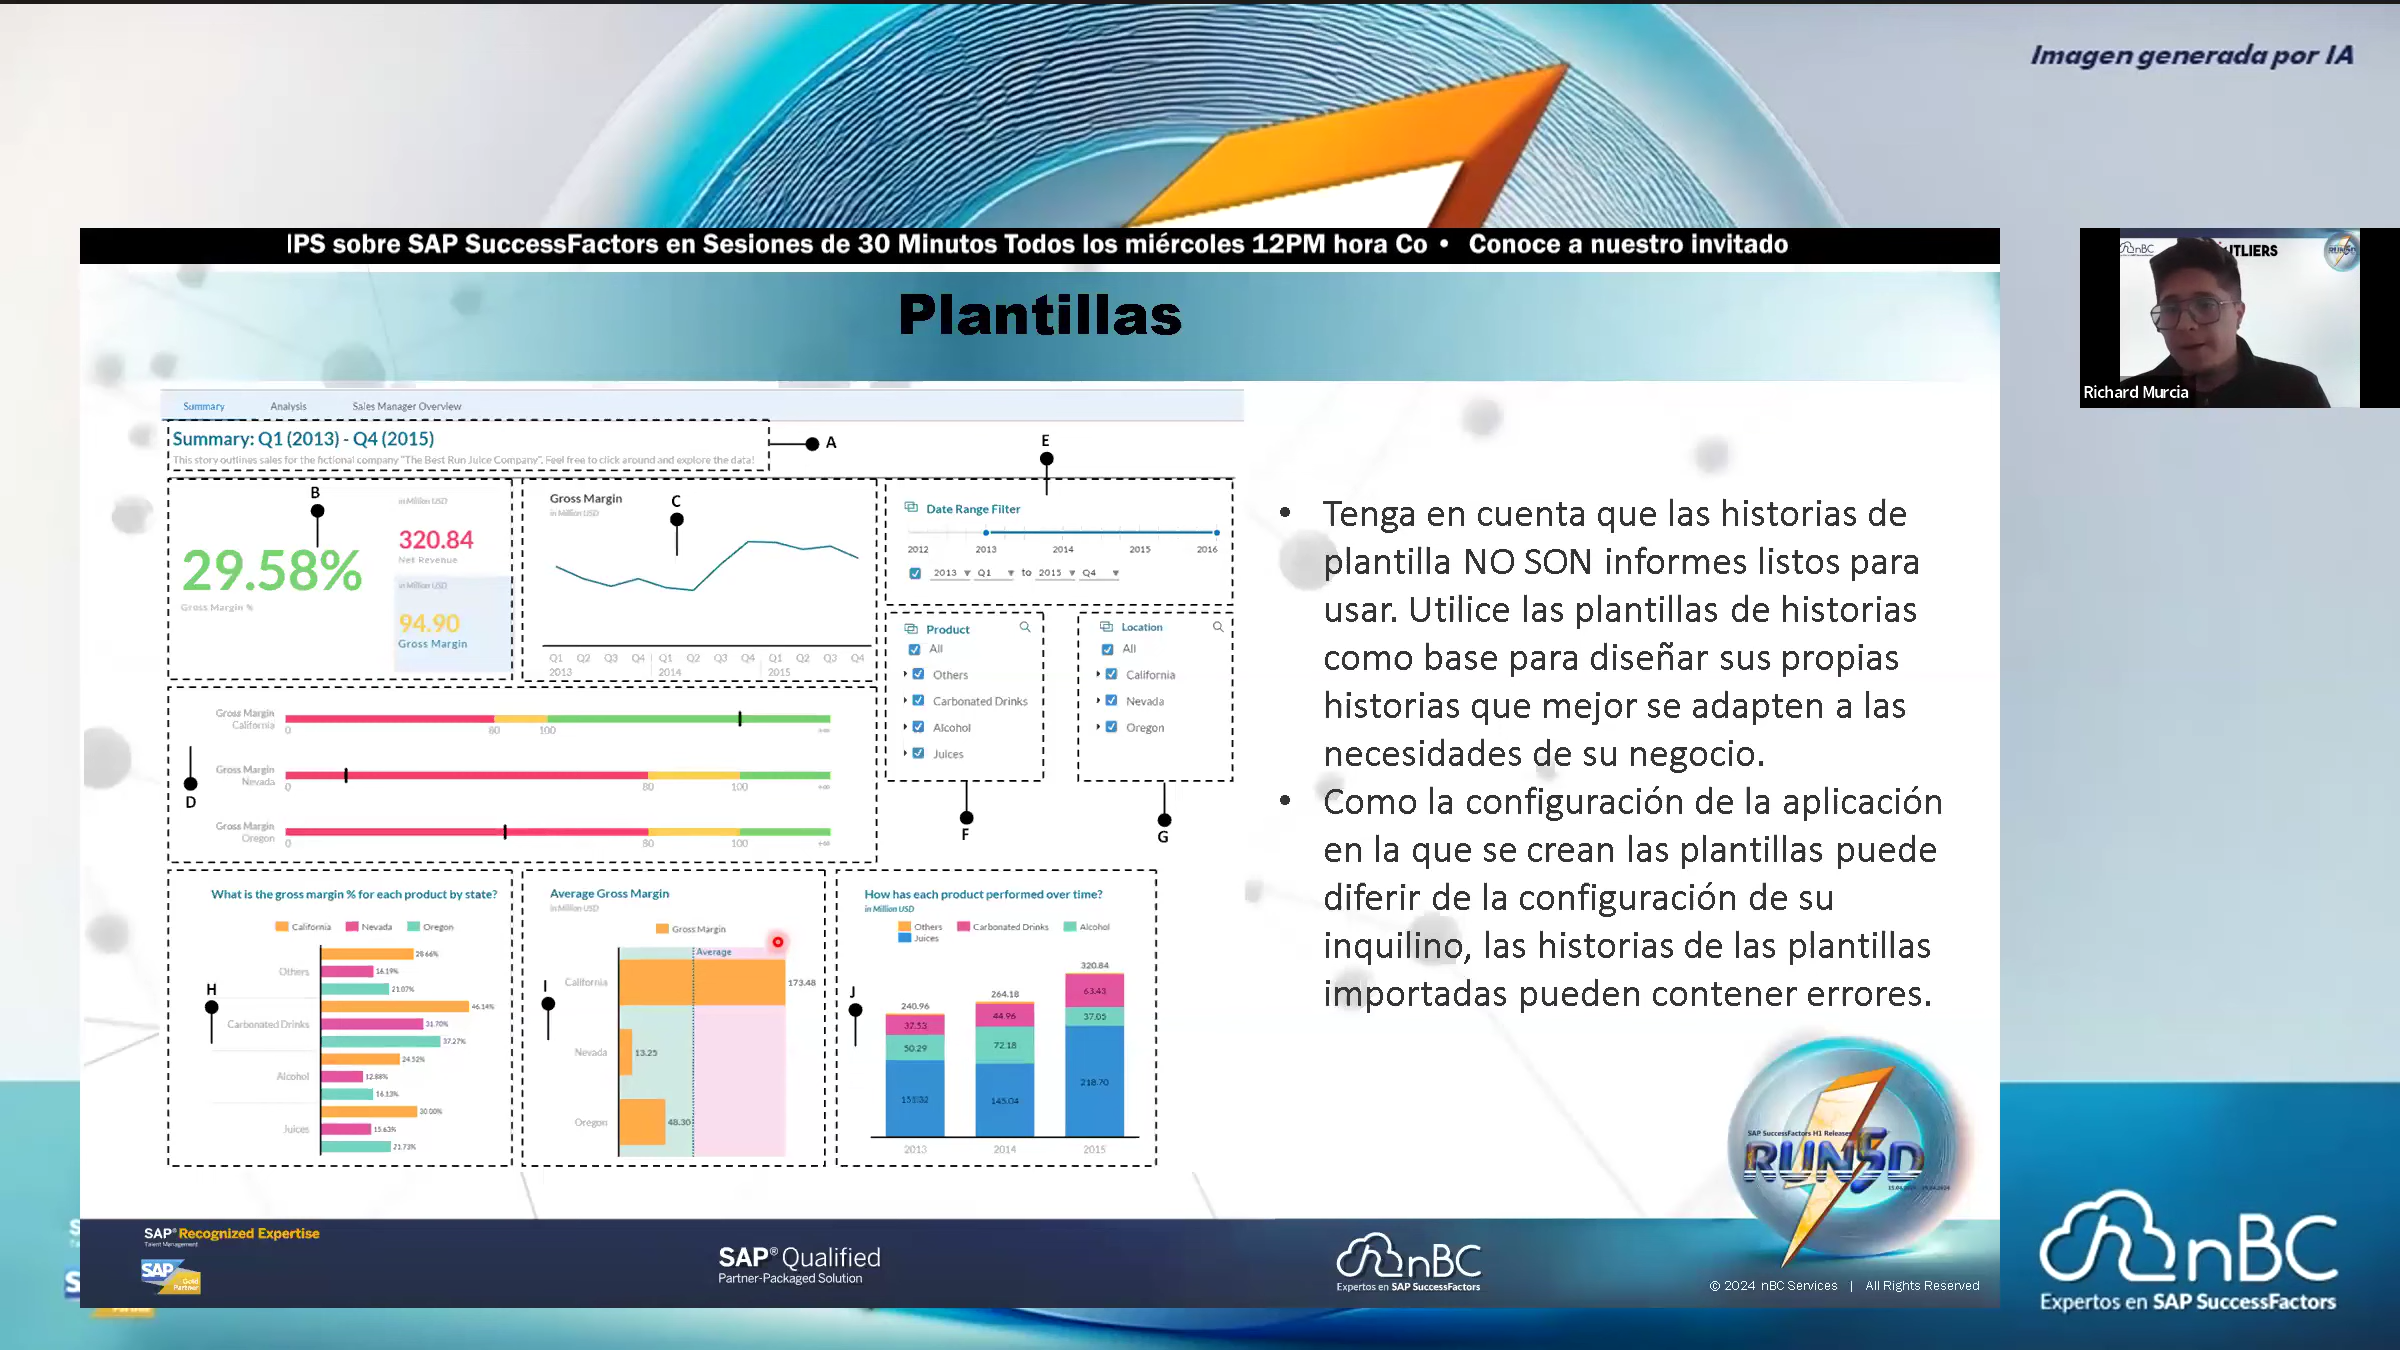 Imagen generada por IA
IPS sobre SAP SuccessFactors en Sesiones de 30 Minutos Todos los miércoles 12PM hora Co • Conoce a nuestro invitado
nBC
UTLIERS
Richard Murcia
Plantillas
Summary Analysis Sales Manager Overview
Summary: Q1 (2013) - Q4 (2015)
This story outlines sales for the fictional company "The Best Run Juice Company". Feel free to click around and explore the data!
A
B
29.58%
Gross Margin %
in Million USD
320.84
Net Revenue
in Million USD
94.90
Gross Margin
Gross Margin
in Million USD
C
Q1 Q2 Q3 Q4 Q1 Q2 Q3 Q4 Q1 Q2 Q3 Q4
2013 2014 2015
E
Date Range Filter
2012 2013 2014 2015 2016
2013 Q1 to 2015 Q4
Product
All
Others
Carbonated Drinks
Alcohol
Juices
F
Location
All
California
Nevada
Oregon
G
D
Gross Margin
California
0 80 100
Gross Margin
Nevada
0 80 100
Gross Margin
Oregon
0 80 100
H
What is the gross margin % for each product by state?
California Nevada Oregon
Others
28.66%
16.19%
21.07%
Carbonated Drinks
46.14%
31.70%
37.27%
Alcohol
24.52%
12.88%
16.13%
Juices
30.00%
15.63%
21.73%
I
Average Gross Margin
in Million USD
Gross Margin
Average
California 173.48
Nevada 13.25
Oregon 48.30
J
How has each product performed over time?
in Million USD
Others Carbonated Drinks Alcohol
Juices
240.96 264.18 320.84
37.53 44.96 63.43
50.29 72.18 37.05
145.04 218.70
2013 2014 2015
• Tenga en cuenta que las historias de
plantilla NO SON informes listos para
usar. Utilice las plantillas de historias
como base para diseñar sus propias
historias que mejor se adapten a las
necesidades de su negocio.
• Como la configuración de la aplicación
en la que se crean las plantillas puede
diferir de la configuración de su
inquilino, las historias de las plantillas
importadas pueden contener errores.
SAP SuccessFactors H1 Release
RUN5D
SAP® Recognized Expertise
Talent Management
SAP
Gold
Partner
SAP® Qualified
Partner-Packaged Solution
nBC
Expertos en SAP SuccessFactors
© 2024 nBC Services | All Rights Reserved
nBC
Expertos en SAP SuccessFactors